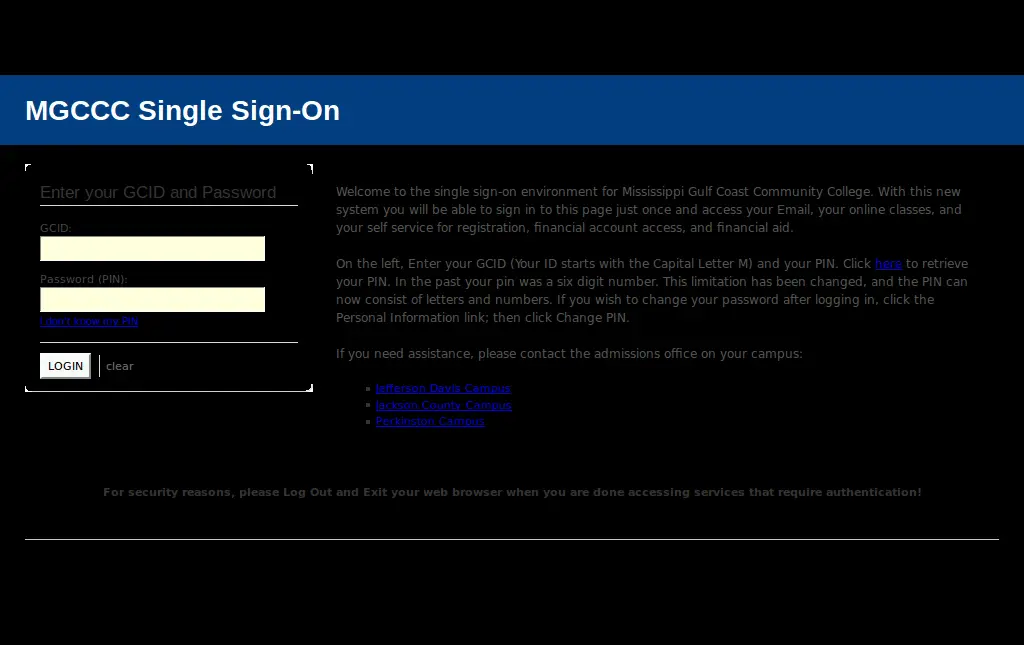 MGCCC Single Sign-On
Enter your GCID and Password
GCID:
Password (PIN):
I don't know my PIN
LOGIN
clear
Welcome to the single sign-on environment for Mississippi Gulf Coast Community College. With this new
system you will be able to sign in to this page just once and access your Email, your online classes, and
your self service for registration, financial account access, and financial aid.
On the left, Enter your GCID (Your ID starts with the Capital Letter M) and your PIN. Click here to retrieve
your PIN. In the past your pin was a six digit number. This limitation has been changed, and the PIN can
now consist of letters and numbers. If you wish to change your password after logging in, click the
Personal Information link; then click Change PIN.
If you need assistance, please contact the admissions office on your campus:
Jefferson Davis Campus
Jackson County Campus
Perkinston Campus
For security reasons, please Log Out and Exit your web browser when you are done accessing services that require authentication!